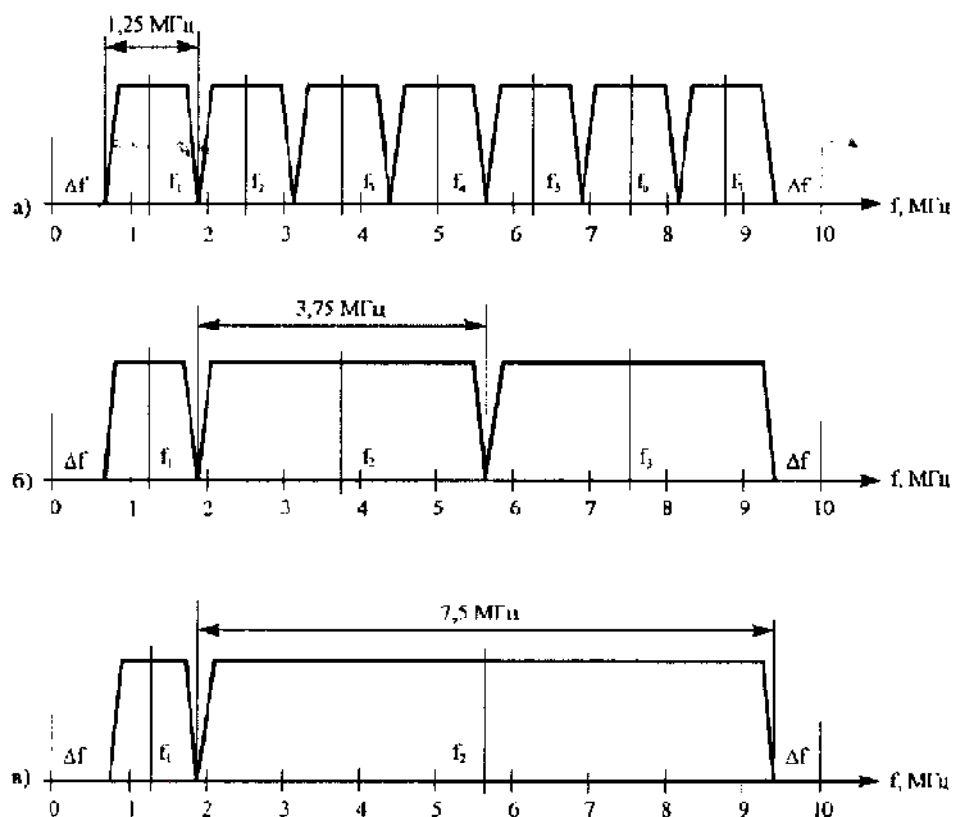 1,25 МГц
Δf f₁ f₂ f₃ f₄ f₅ f₆ f₇ Δf
а) f, МГц
0 1 2 3 4 5 6 7 8 9 10
3,75 МГц
Δf f₁ f₂ f₃ Δf
б) f, МГц
0 1 2 3 4 5 6 7 8 9 10
7,5 МГц
Δf f₁ f₂ Δf
в) f, МГц
0 1 2 3 4 5 6 7 8 9 10